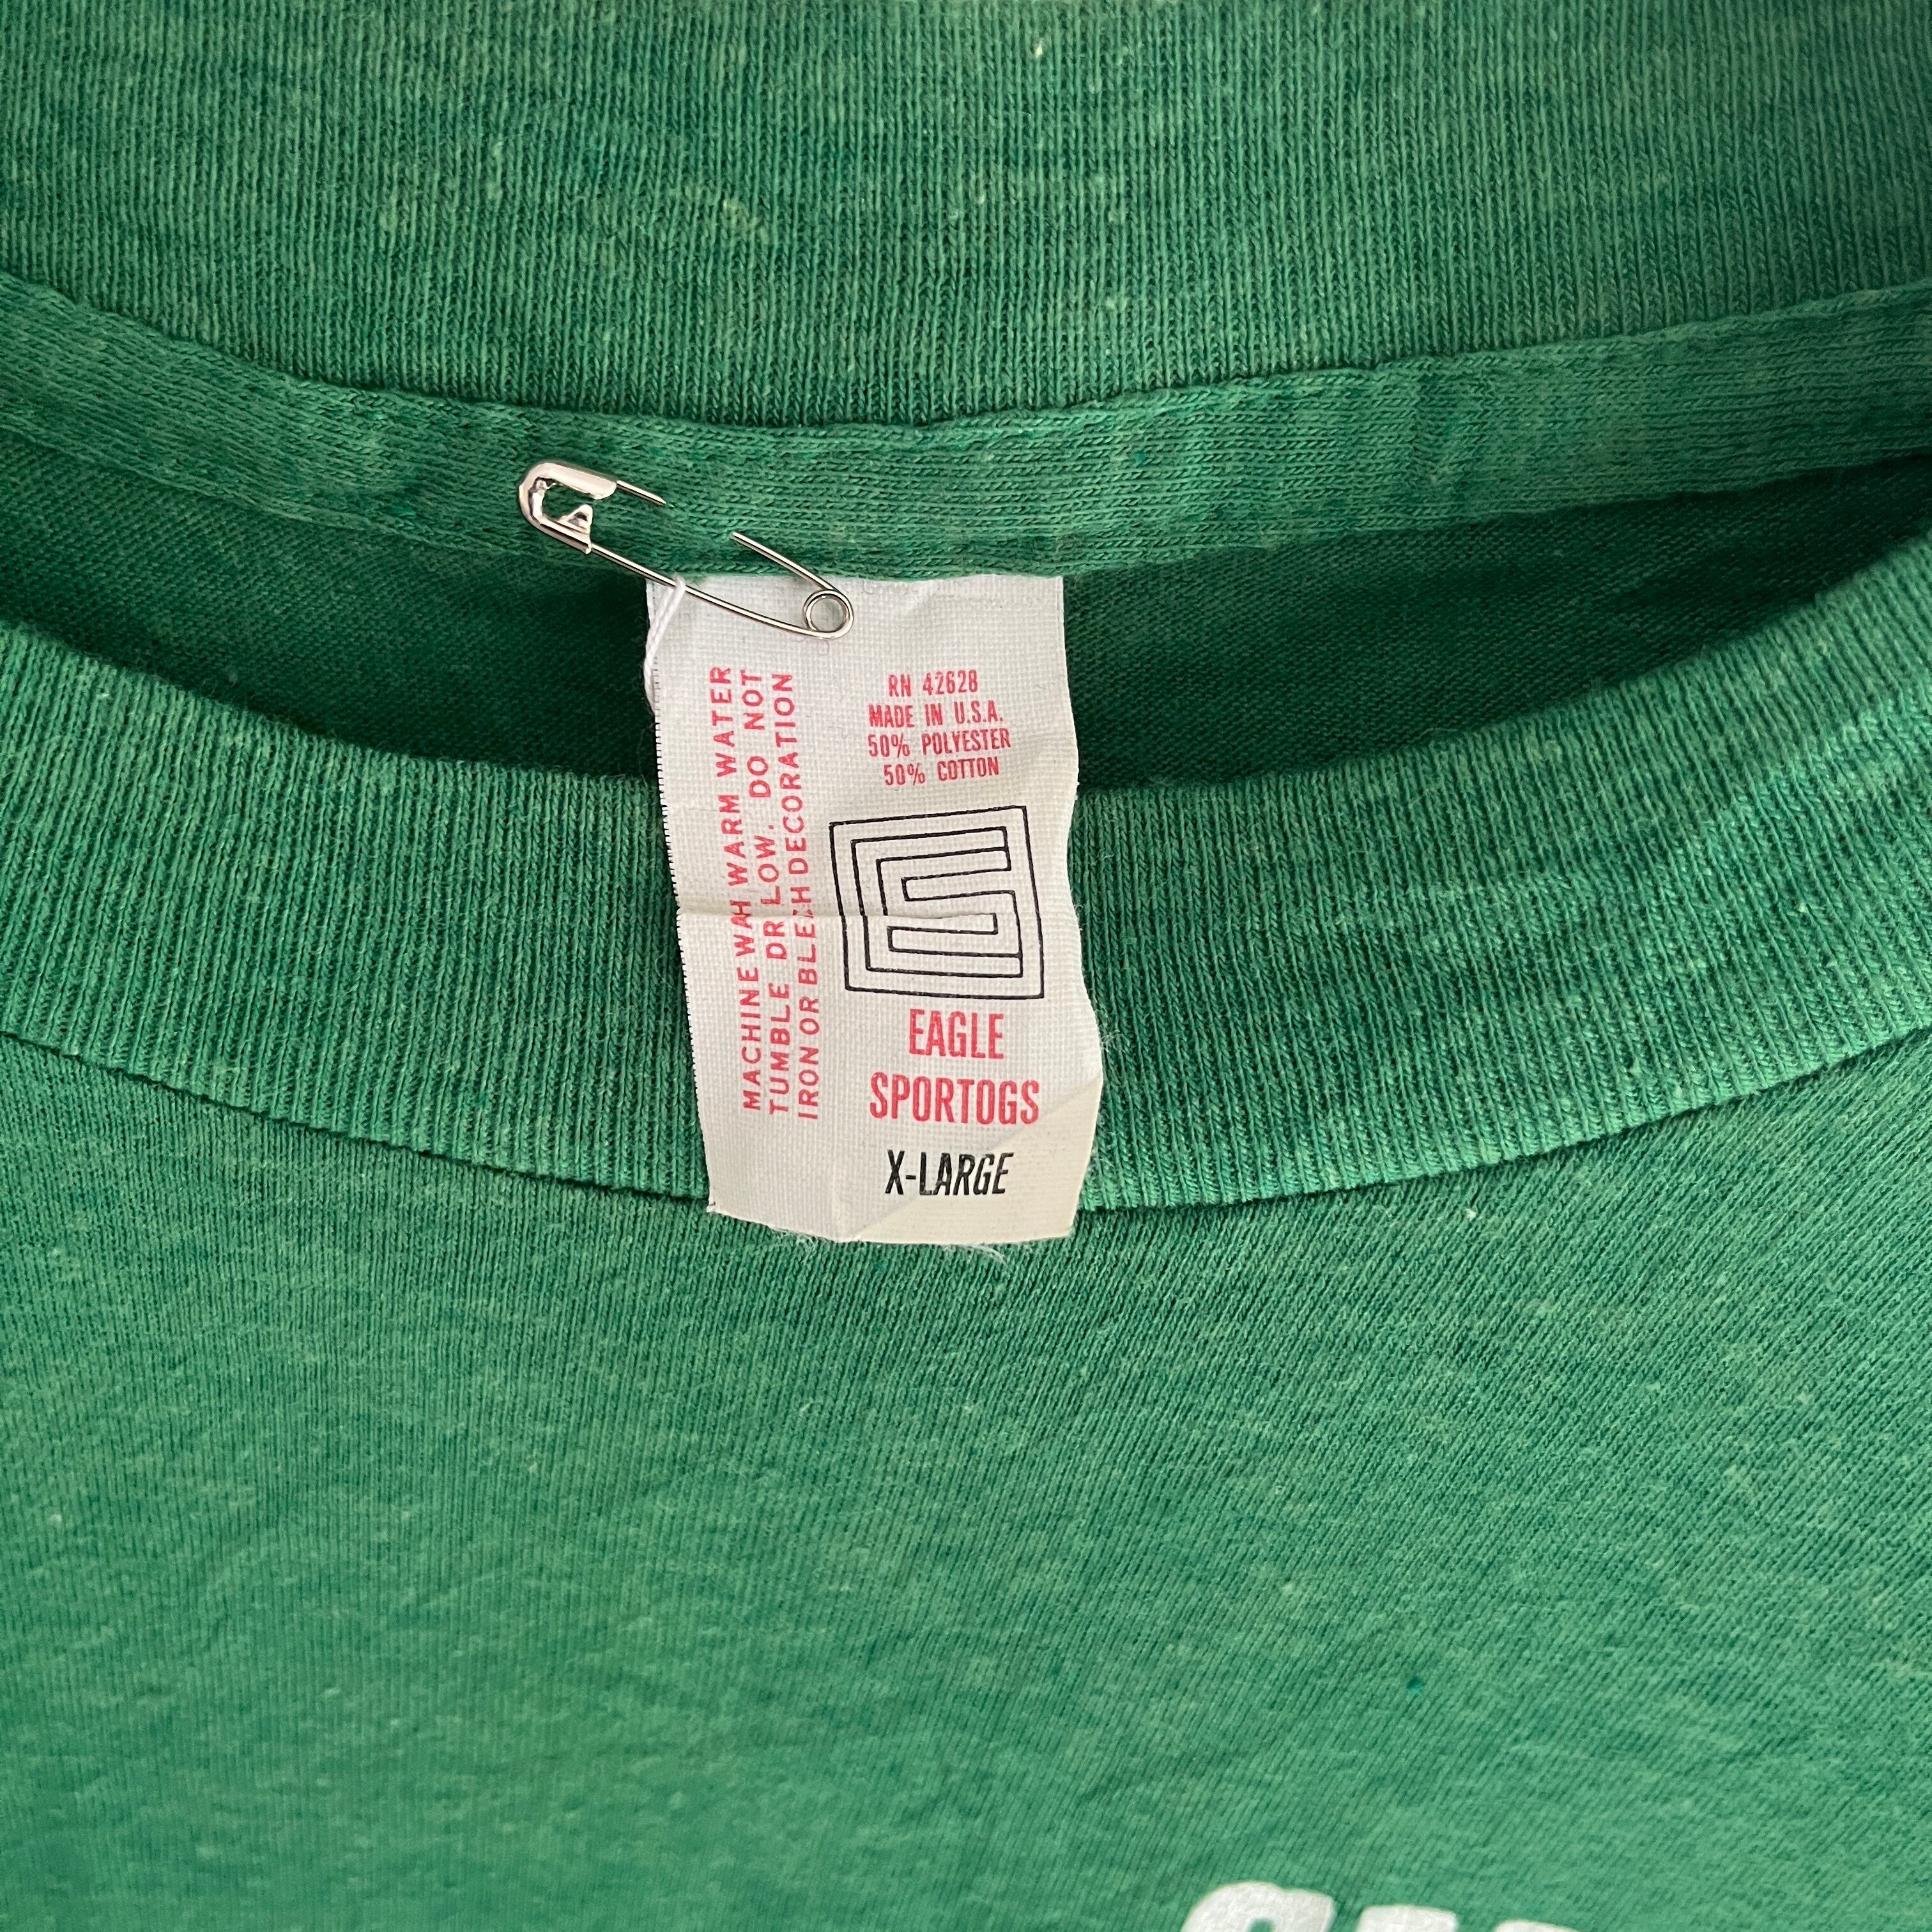 RN 42628
MADE IN U.S.A.
50% POLYESTER
50% COTTON
EAGLE
SPORTOGS
X-LARGE
MACHINE WAH WARM WATER
TUMBLE DR LOW. DO NOT
IRON OR BLECH DECORATION